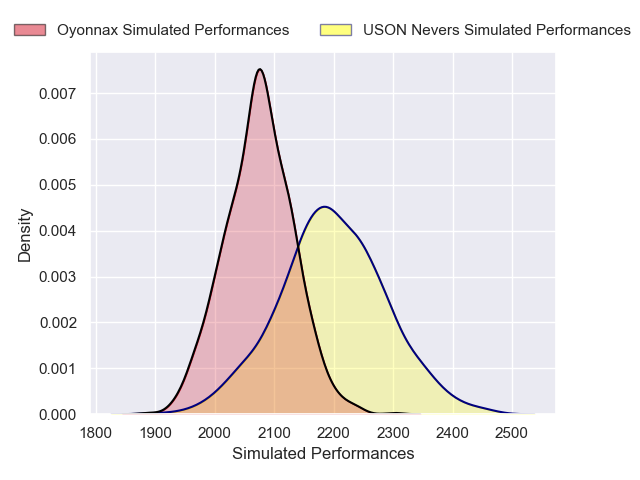 Oyonnax Simulated Performances USON Nevers Simulated Performances
0.007
0.006
0.005
0.004
0.003
0.002
0.001
0.000
Density
1800 1900 2000 2100 2200 2300 2400 2500
Simulated Performances